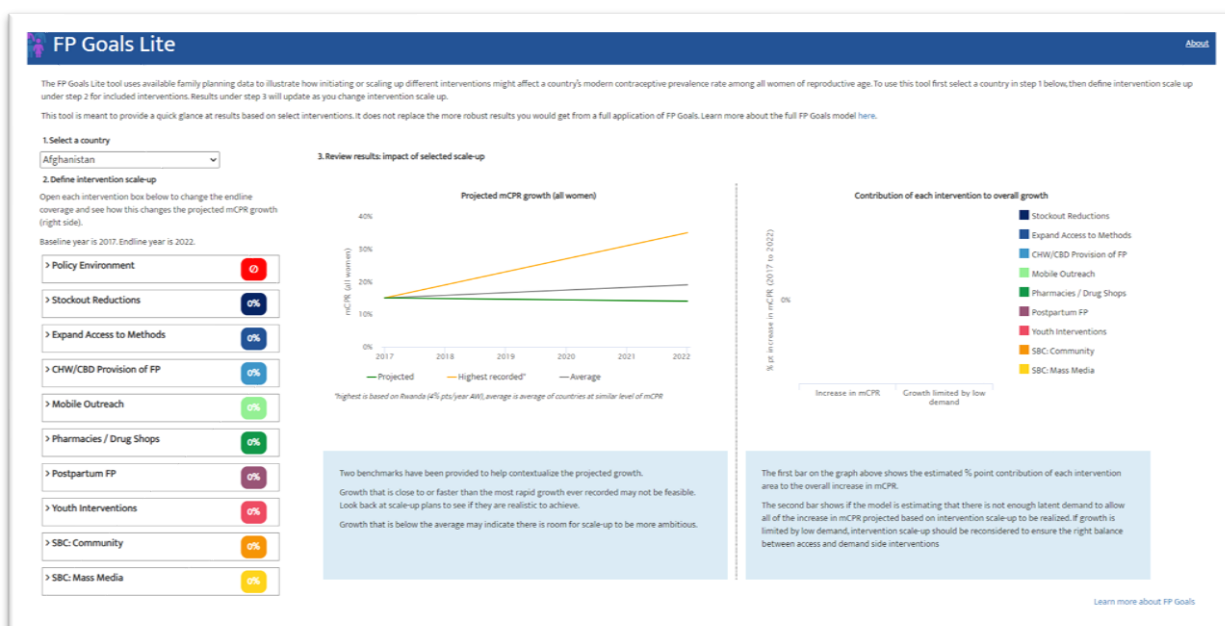 FP Goals Lite
About
The FP Goals Lite tool uses available family planning data to illustrate how initiating or scaling up different interventions might affect a country's modern contraceptive prevalence rate among all women of reproductive age. To use this tool first select a country in step 1 below, then define intervention scale up
under step 2 for included interventions. Results under step 3 will update as you change intervention scale up.
This tool is meant to provide a quick glance at results based on select interventions. It does not replace the more robust results you would get from a full application of FP Goals. Learn more about the full FP Goals model here.
1. Select a country
Afghanistan
2. Define intervention scale-up
Open each intervention box below to change the endline
coverage and see how this changes the projected mCPR growth
(right side).
Baseline year is 2017. Endline year is 2022.
> Policy Environment
> Stockout Reductions 0%
> Expand Access to Methods 0%
> CHW/CBD Provision of FP 0%
> Mobile Outreach 0%
> Pharmacies / Drug Shops 0%
> Postpartum FP 0%
> Youth Interventions 0%
> SBC: Community 0%
> SBC: Mass Media 0%
3. Review results: impact of selected scale-up
Projected mCPR growth (all women)
mCPR (all women)
40%
30%
20%
10%
0%
2017 2018 2019 2020 2021 2022
Projected Highest recorded* Average
*highest is based on Rwanda (4% pts/year AW), average is average of countries at similar level of mCPR
Two benchmarks have been provided to help contextualize the projected growth.
Growth that is close to or faster than the most rapid growth ever recorded may not be feasible.
Look back at scale-up plans to see if they are realistic to achieve.
Growth that is below the average may indicate there is room for scale-up to be more ambitious.
Contribution of each intervention to overall growth
% pt increase in mCPR (2017 to 2022)
0%
Increase in mCPR Growth limited by low
demand
Stockout Reductions
Expand Access to Methods
CHW/CBD Provision of FP
Mobile Outreach
Pharmacies / Drug Shops
Postpartum FP
Youth Interventions
SBC: Community
SBC: Mass Media
The first bar on the graph above shows the estimated % point contribution of each intervention
area to the overall increase in mCPR.
The second bar shows if the model is estimating that there is not enough latent demand to allow
all of the increase in mCPR projected based on intervention scale-up to be realized. If growth is
limited by low demand, intervention scale-up should be reconsidered to ensure the right balance
between access and demand side interventions
Learn more about FP Goals